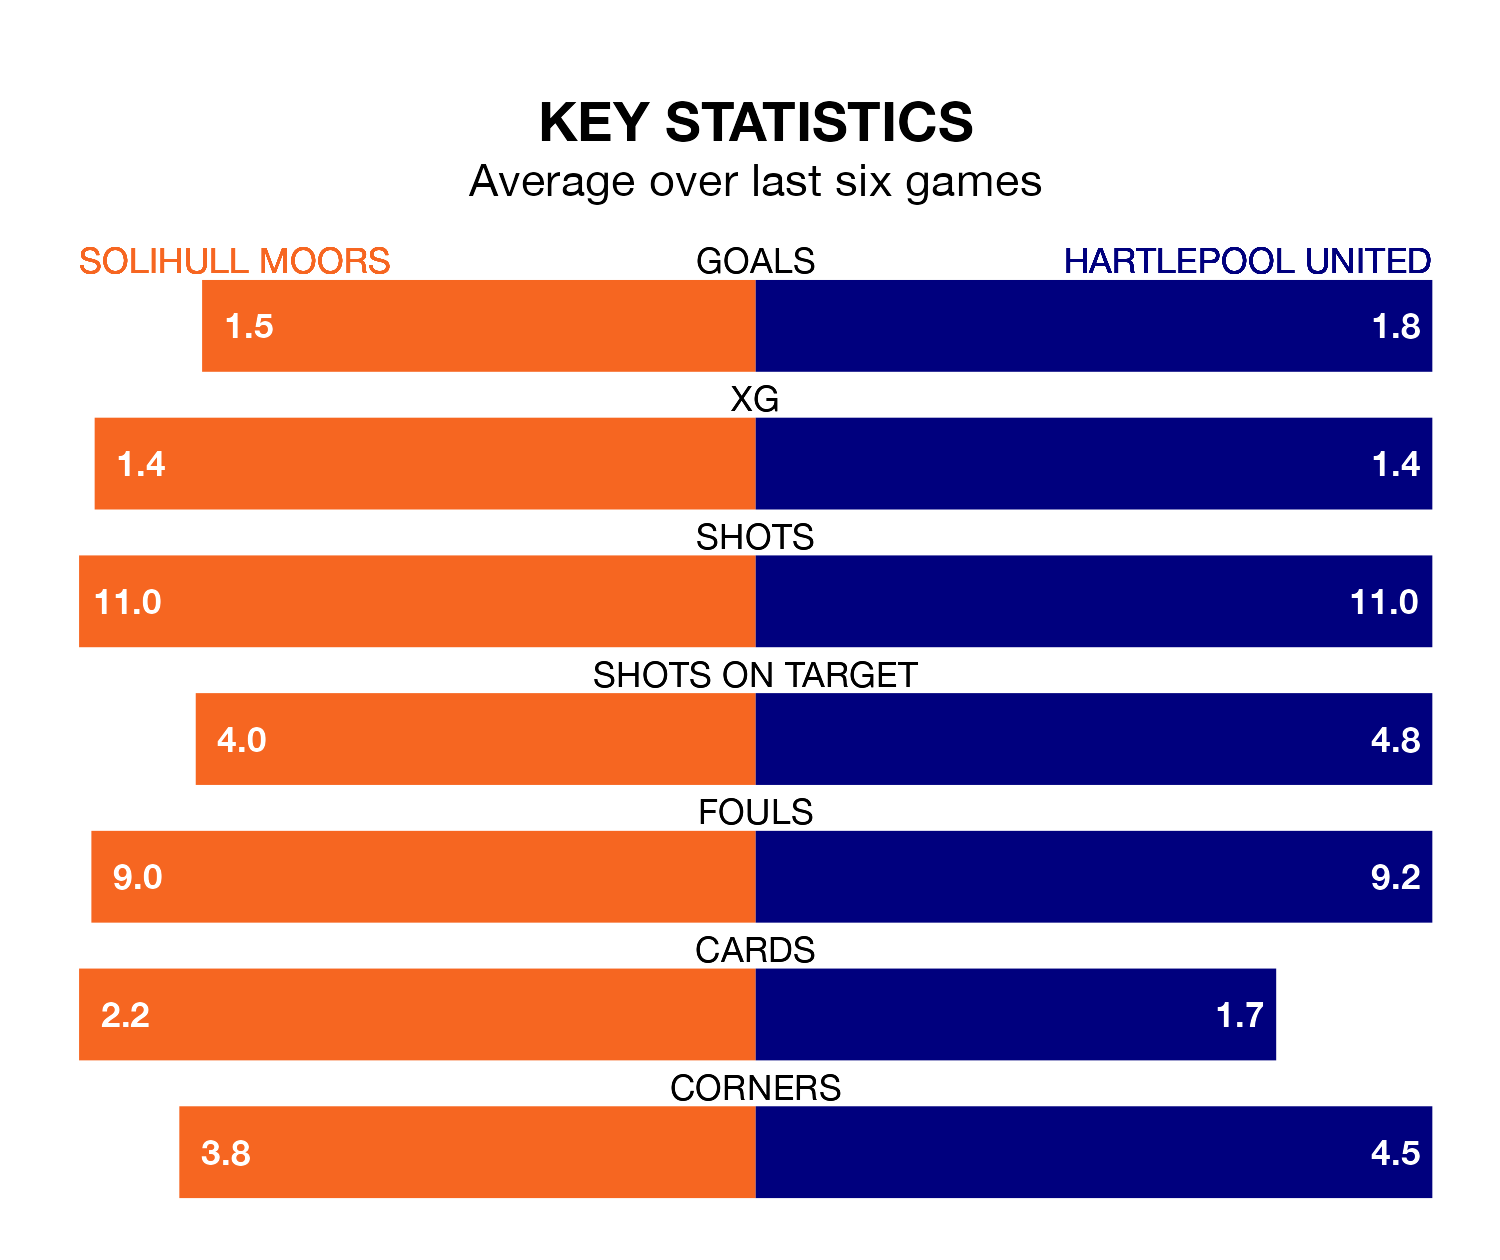 KEY STATISTICS
Average over last six games
SOLIHULL MOORS GOALS HARTLEPOOL UNITED
1.5 1.8
XG
1.4 1.4
SHOTS
11.0 11.0
SHOTS ON TARGET
4.0 4.8
FOULS
9.0 9.2
CARDS
2.2 1.7
CORNERS
3.8 4.5